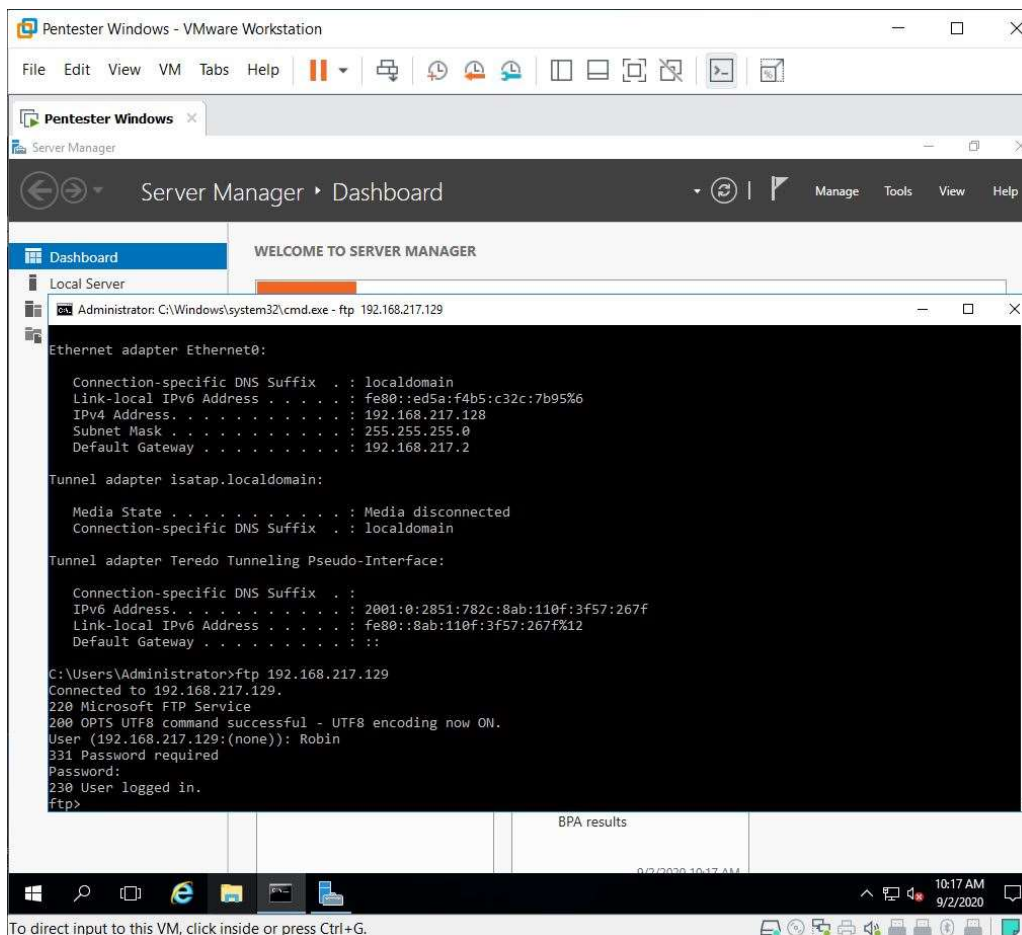 Pentester Windows - VMware Workstation
File Edit View VM Tabs Help
Pentester Windows
Server Manager
Server Manager • Dashboard
Manage Tools View Help
Dashboard
WELCOME TO SERVER MANAGER
Local Server
Administrator: C:\Windows\system32\cmd.exe - ftp 192.168.217.129
Ethernet adapter Ethernet0:
Connection-specific DNS Suffix . : localdomain
Link-local IPv6 Address . . . . . : fe80::ed5a:f4b5:c32c:7b95%6
IPv4 Address. . . . . . . . . . . : 192.168.217.128
Subnet Mask . . . . . . . . . . . : 255.255.255.0
Default Gateway . . . . . . . . . : 192.168.217.2
Tunnel adapter isatap.localdomain:
Media State . . . . . . . . . . . : Media disconnected
Connection-specific DNS Suffix . : localdomain
Tunnel adapter Teredo Tunneling Pseudo-Interface:
Connection-specific DNS Suffix . :
IPv6 Address. . . . . . . . . . . : 2001:0:2851:782c:8ab:110f:3f57:267f
Link-local IPv6 Address . . . . . : fe80::8ab:110f:3f57:267f%12
Default Gateway . . . . . . . . . : ::
C:\Users\Administrator>ftp 192.168.217.129
Connected to 192.168.217.129.
220 Microsoft FTP Service
200 OPTS UTF8 command successful - UTF8 encoding now ON.
User (192.168.217.129:(none)): Robin
331 Password required
Password:
230 User logged in.
ftp>
BPA results
9/2/2020 10:17 AM
10:17 AM
9/2/2020
To direct input to this VM, click inside or press Ctrl+G.